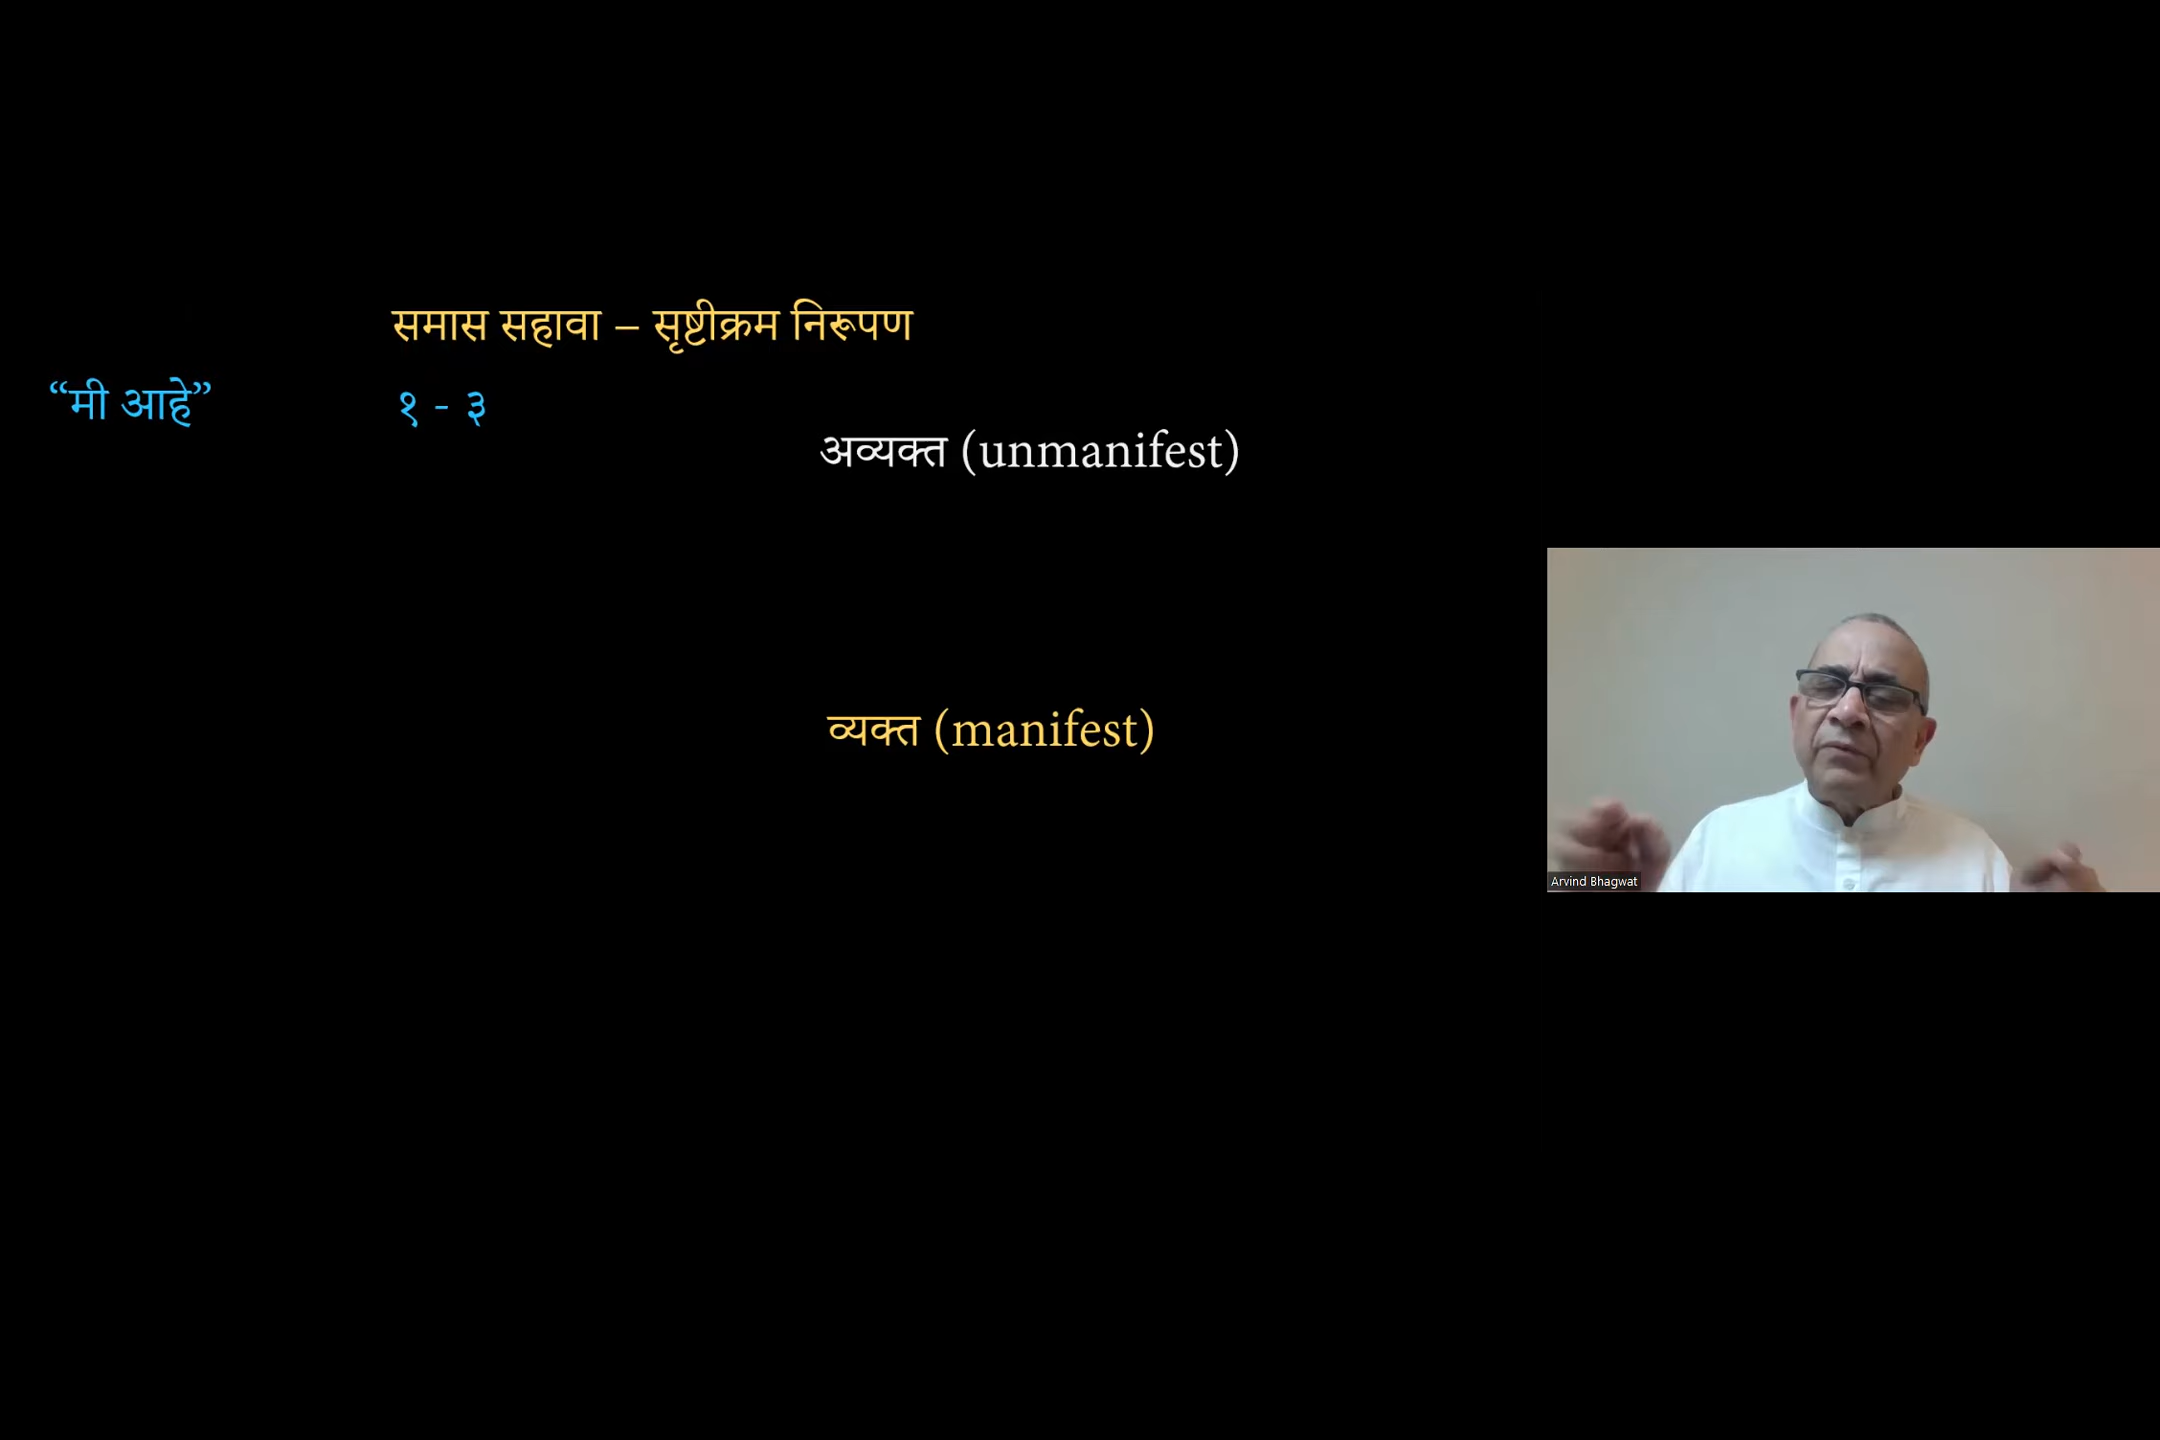 समास सहावा – सृष्टीक्रम निरूपण
“मी आहे” १ - ३
अव्यक्त (unmanifest)
व्यक्त (manifest)
Arvind Bhagwat